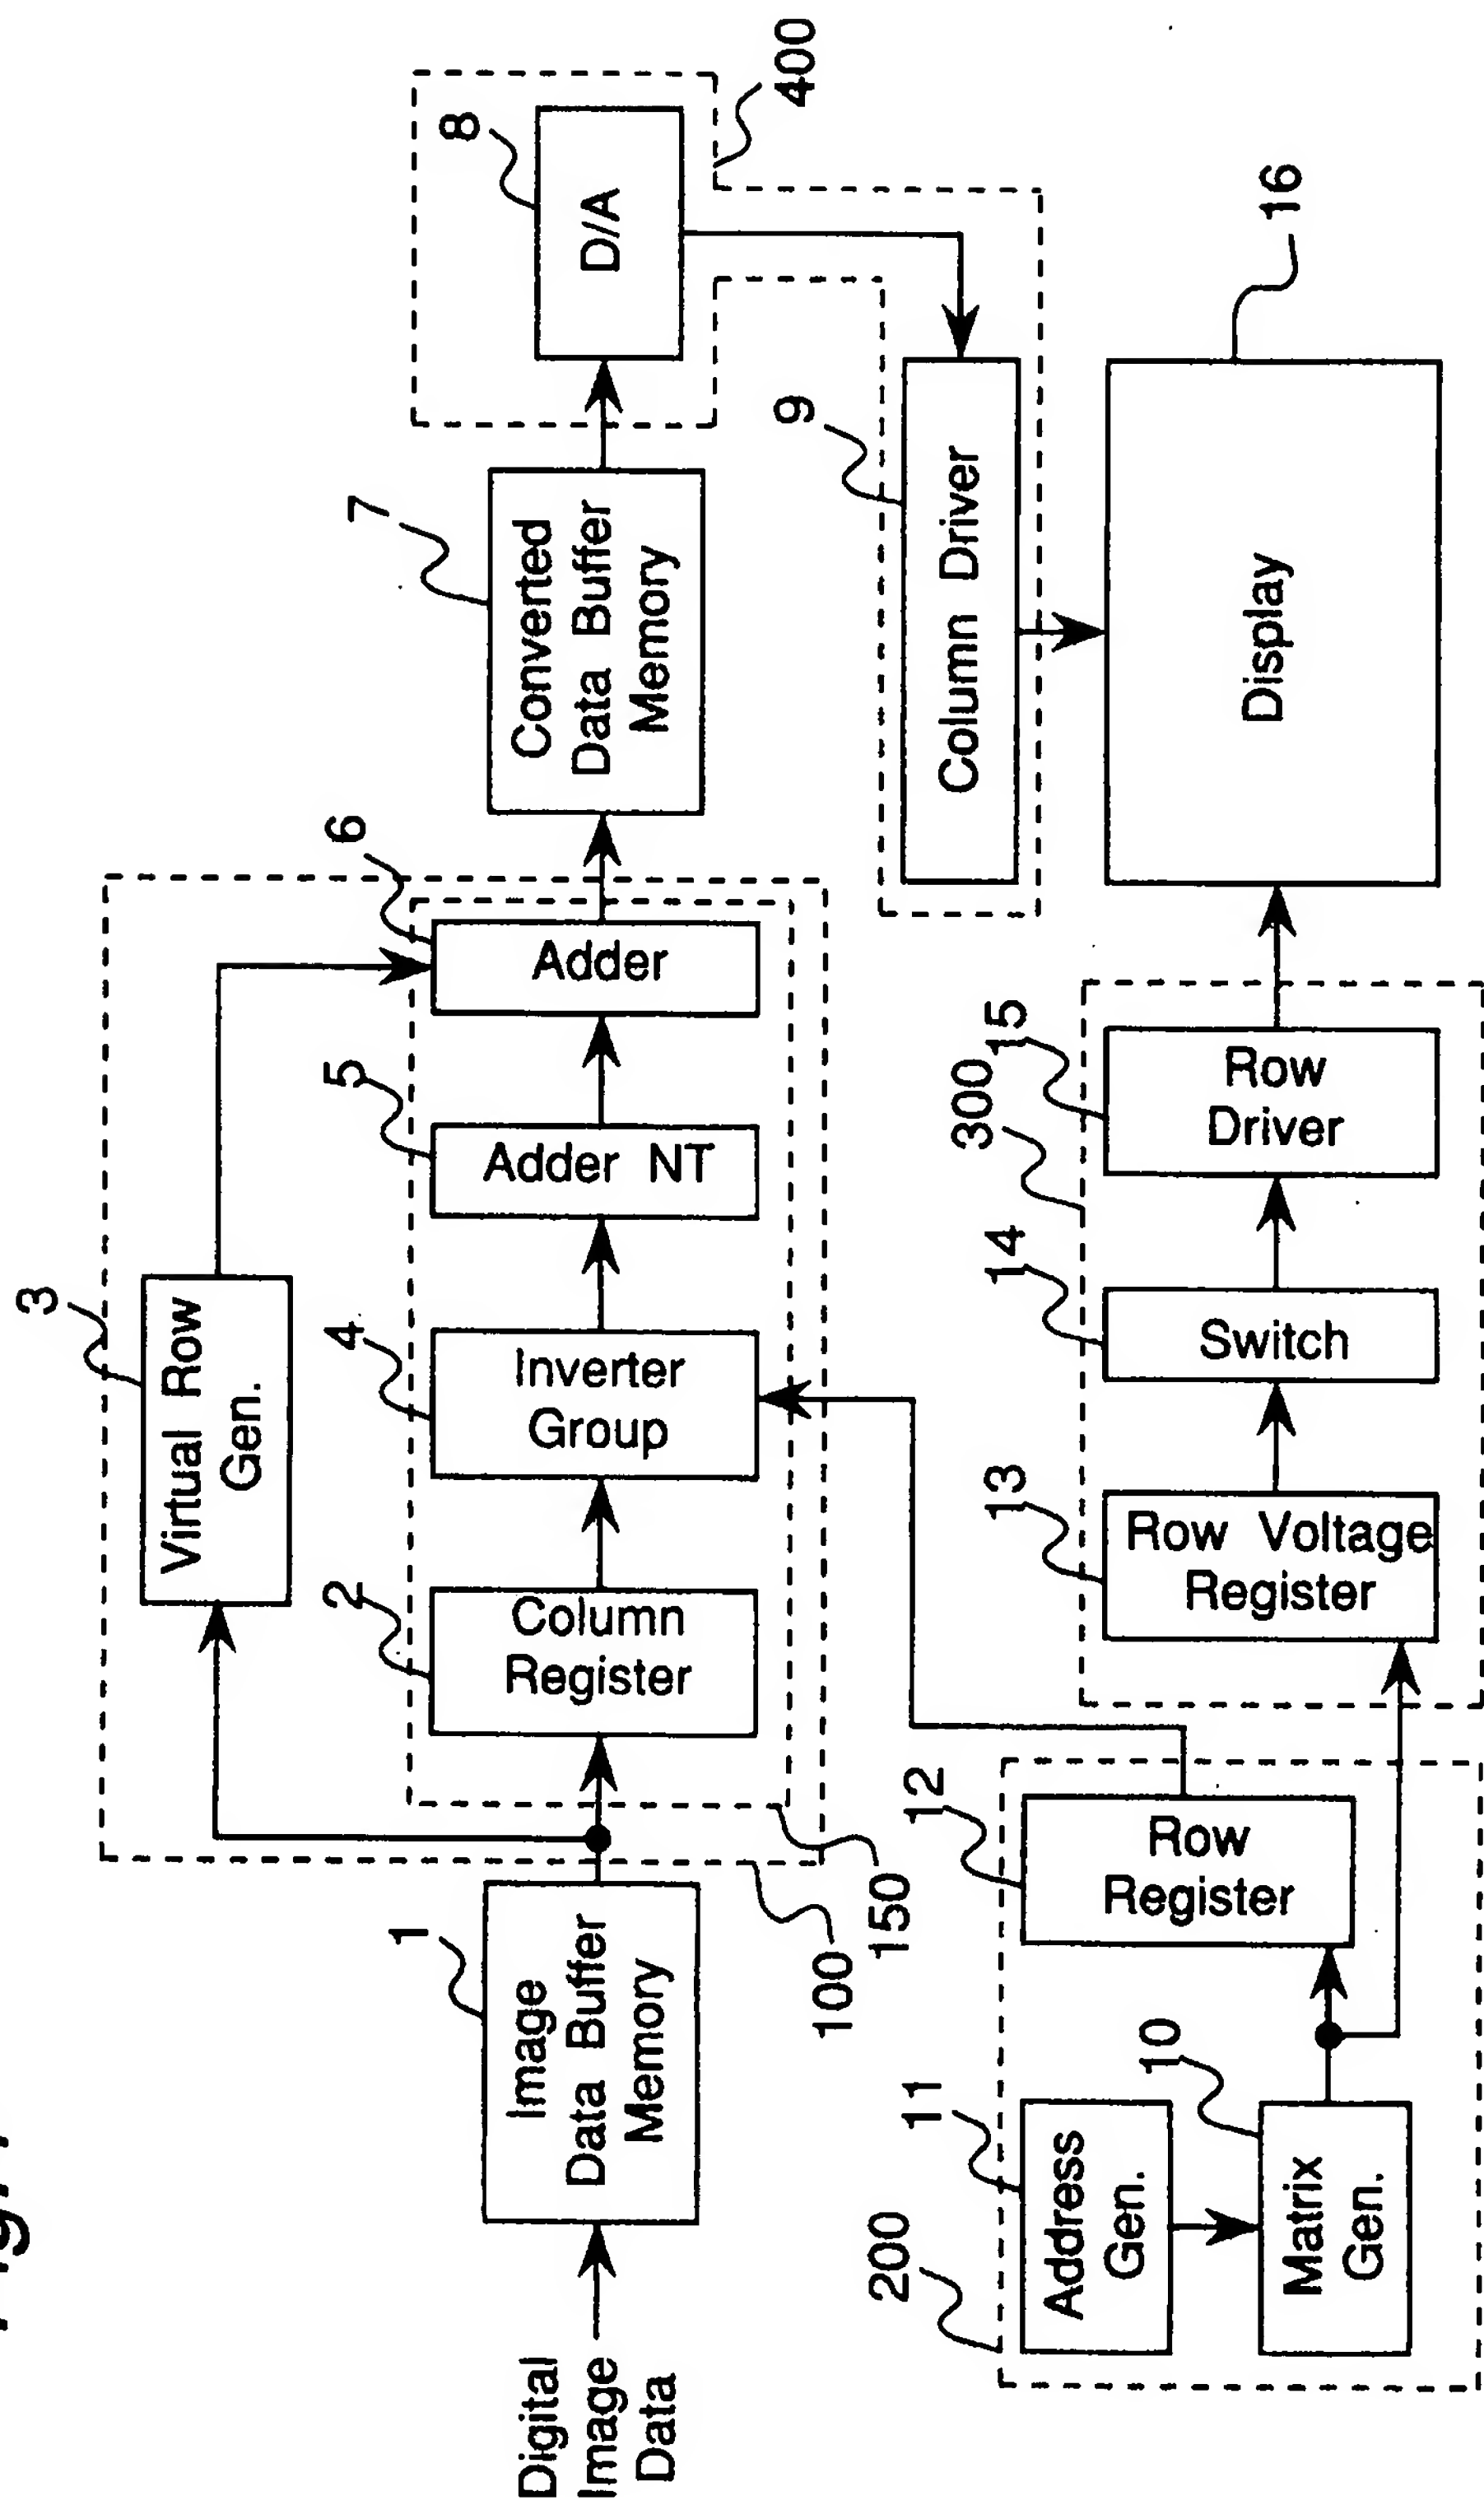 3
Virtual Row
Gen.
1
Image
Data Buffer
Memory
Digital
Image
Data
2
Column
Register
4
Inverter
Group
5
Adder NT
6
Adder
7
Converted
Data Buffer
Memory
8
D/A
400
100
150
9
Column Driver
200
11
Address
Gen.
10
Matrix
Gen.
12
Row
Register
13
Row Voltage
Register
14
Switch
300
15
Row
Driver
Display
16